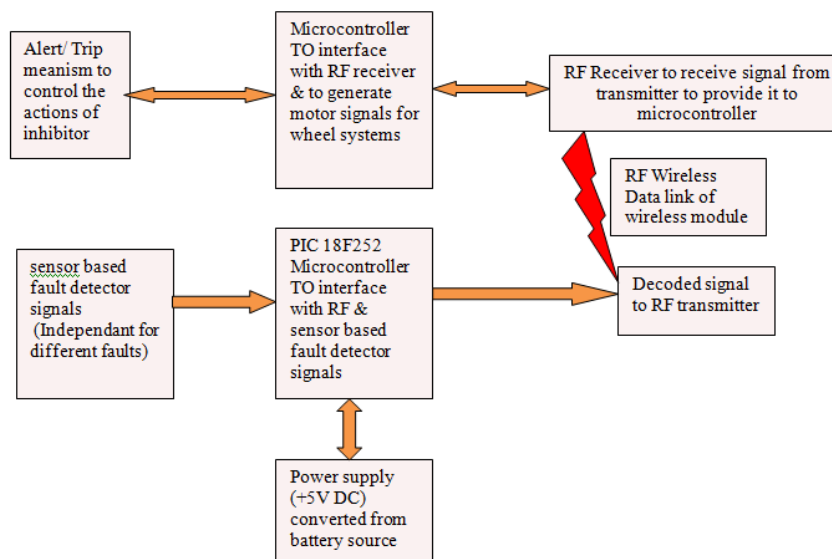 Alert/ Trip
meanism to
control the
actions of
inhibitor
Microcontroller
TO interface
with RF receiver
& to generate
motor signals for
wheel systems
RF Receiver to receive signal from
transmitter to provide it to
microcontroller
RF Wireless
Data link of
wireless module
sensor based
fault detector
signals
(Independant for
different faults)
PIC 18F252
Microcontroller
TO interface
with RF &
sensor based
fault detector
signals
Decoded signal
to RF transmitter
Power supply
(+5V DC)
converted from
battery source